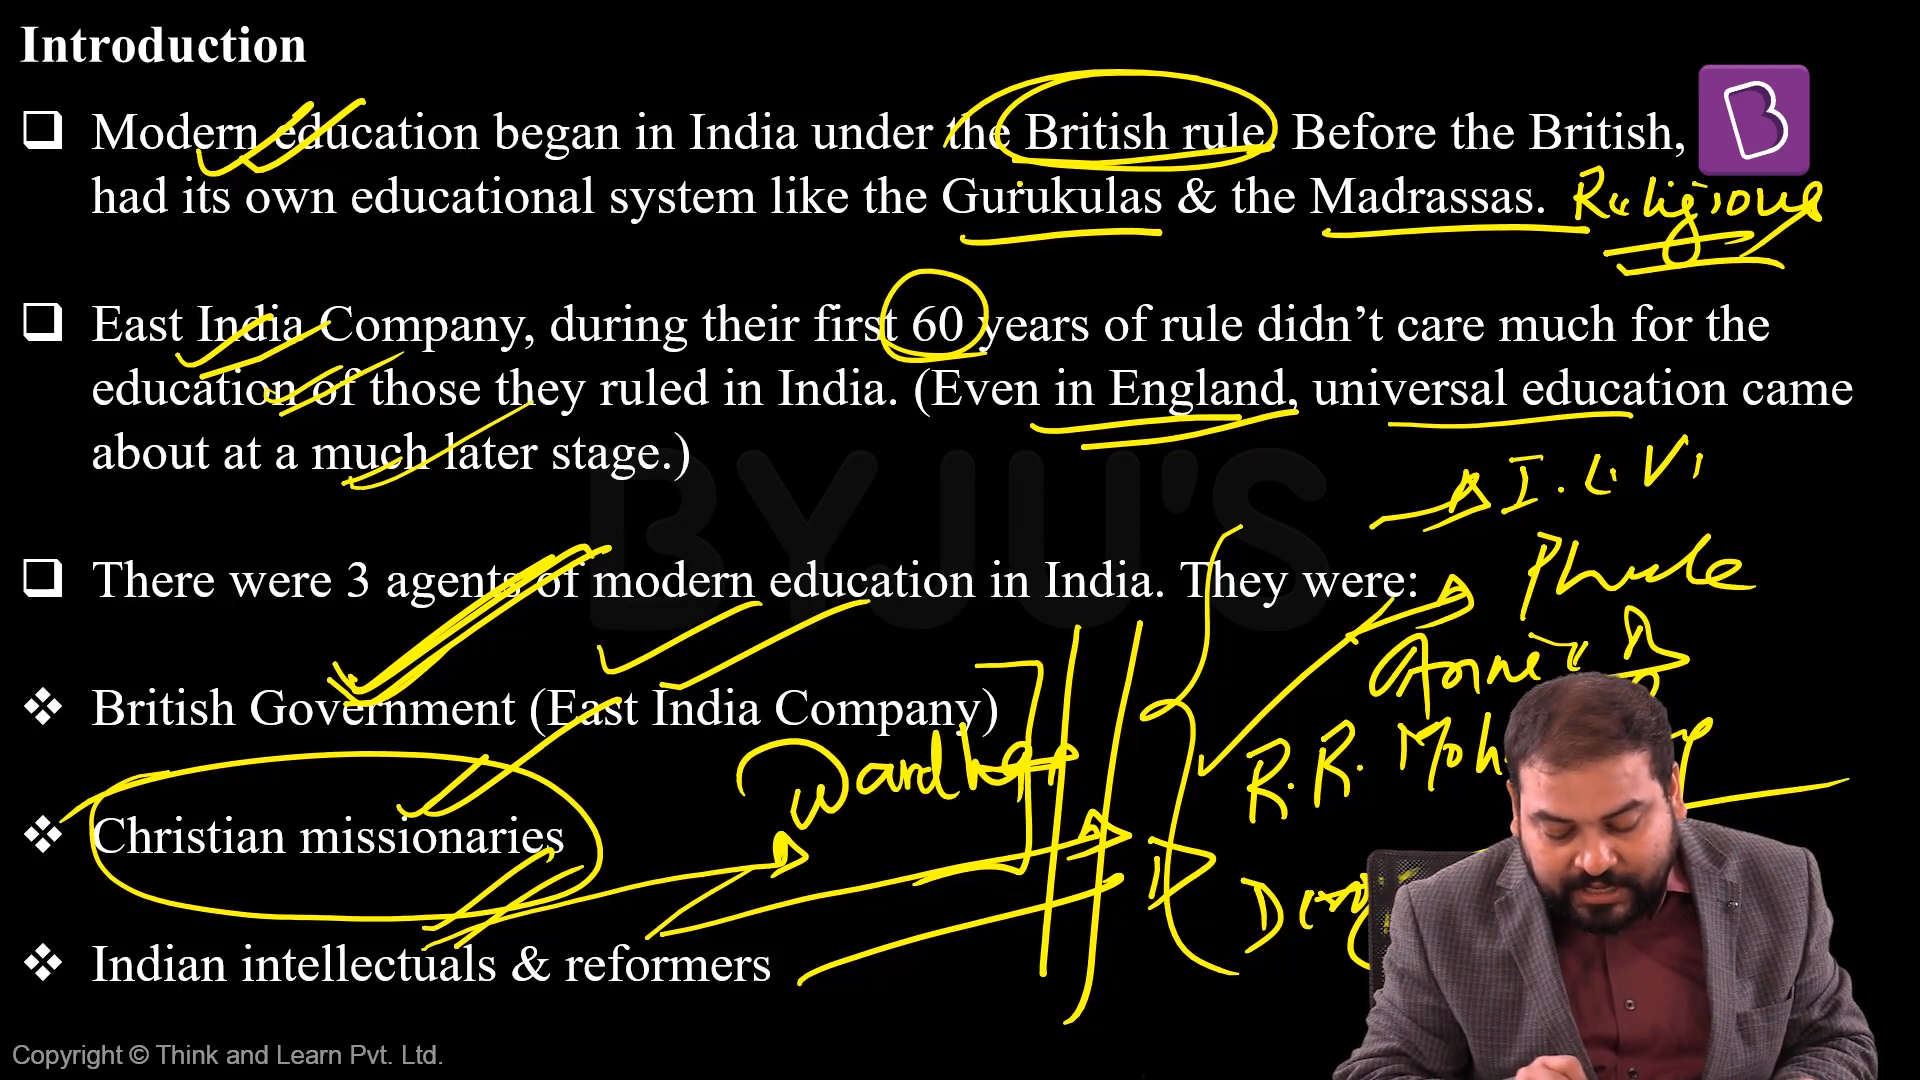 Introduction
❑ Modern education began in India under the British rule. Before the British,
had its own educational system like the Gurukulas & the Madrassas. Religious
❑ East India Company, during their first 60 years of rule didn’t care much for the
education of those they ruled in India. (Even in England, universal education came
about at a much later stage.)
BYJU'S
I.C.V.
❑ There were 3 agents of modern education in India. They were:
Phule
❖ British Government (East India Company)
R.R. Moh
Wardha
❖ Christian missionaries
❖ Indian intellectuals & reformers
Copyright © Think and Learn Pvt. Ltd.